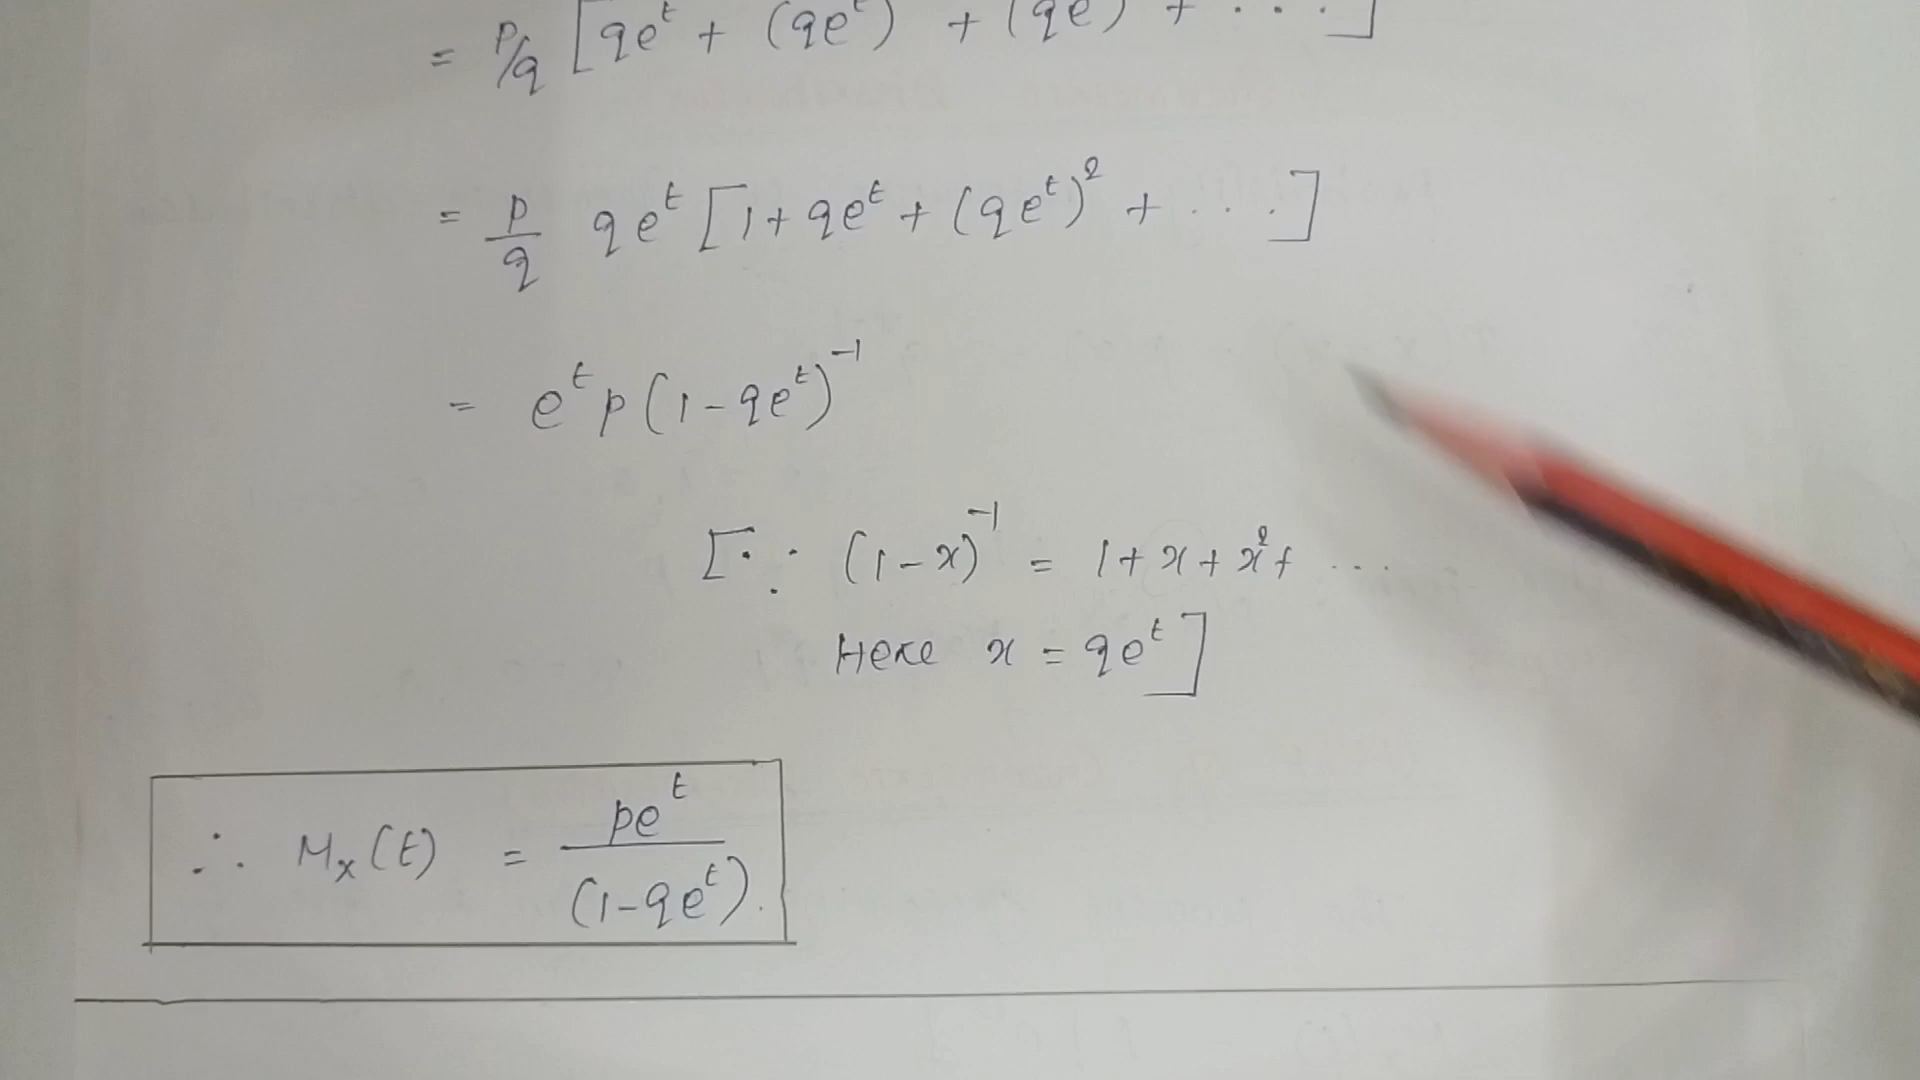 = p/q [qe^t + (qe^t) + (qe) + ...]
= p/q qe^t [1 + qe^t + (qe^t)^2 + ...]
= e^t p (1 - qe^t)^-1
[∵ (1 - x)^-1 = 1 + x + x^2 + ...
Here x = qe^t]
∴ M_x(t) = pe^t / (1 - qe^t).